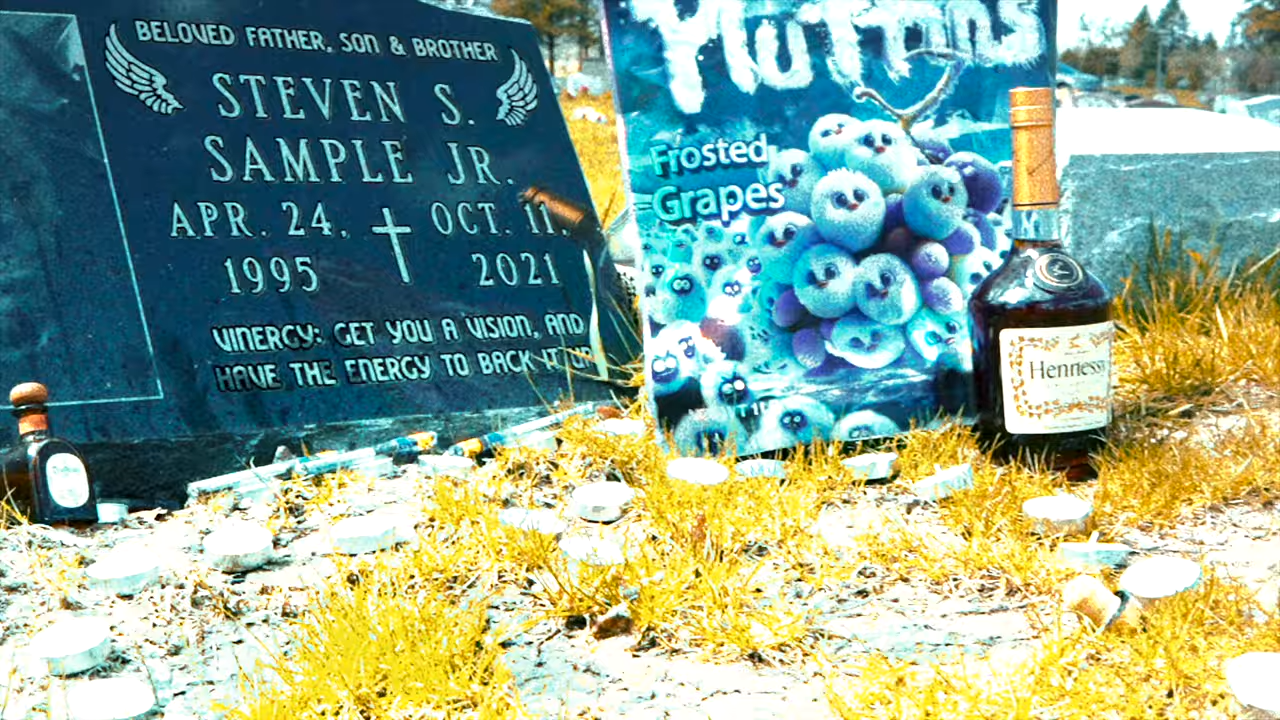 BELOVED FATHER, SON & BROTHER
STEVEN S.
SAMPLE JR.
APR. 24, OCT. 11,
1995 2021
VINERGY: GET YOU A VISION, AND
HAVE THE ENERGY TO BACK IT UP
Frosted
Grapes
Hennessy